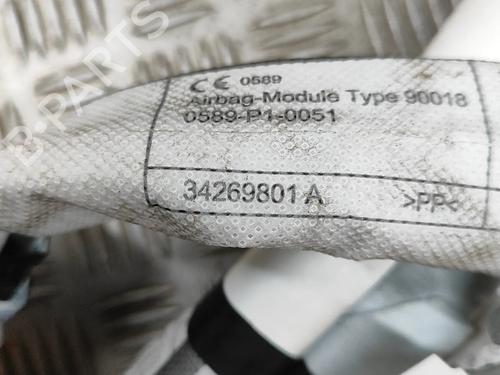 CE 0589
Airbag-Module Type 90018
0589-P1-0051
34269801 A >PP<
B-PARTS